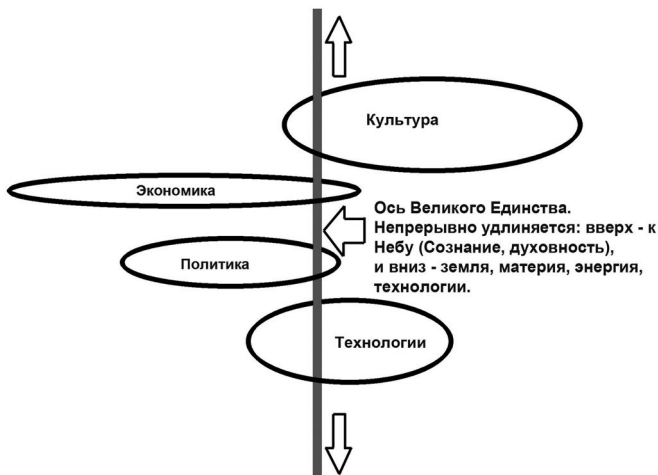 Культура
Экономика
Ось Великого Единства.
Непрерывно удлиняется: вверх - к
Небу (Сознание, духовность),
и вниз - земля, материя, энергия,
технологии.
Политика
Технологии